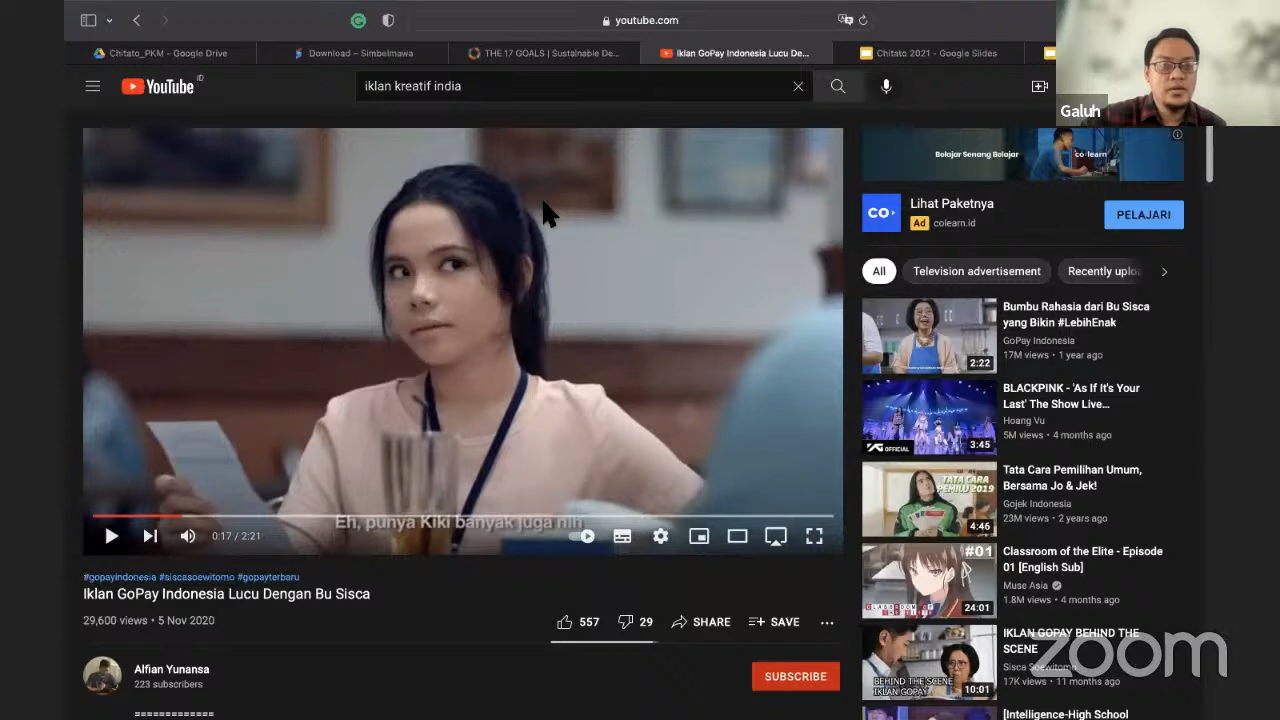 youtube.com
Chitato_PKM - Google Drive
Download – Simbelmawa
THE 17 GOALS | Sustainable De...
Iklan GoPay Indonesia Lucu De...
Chitato 2021 - Google Slides
YouTube ID
iklan kreatif india
Galuh
Belajar Senang Belajar
co·learn
CO
Lihat Paketnya
Ad colearn.id
PELAJARI
All
Television advertisement
Recently uplo
Bumbu Rahasia dari Bu Sisca
yang Bikin #LebihEnak
GoPay Indonesia
17M views • 1 year ago
2:22
BLACKPINK - 'As If It's Your
Last' The Show Live...
Hoang Vu
5M views • 4 months ago
YG OFFICIAL
3:45
Tata Cara Pemilihan Umum,
Bersama Jo & Jek!
Gojek Indonesia
23M views • 2 years ago
TATA CARA
PEMILU 2019
4:46
Classroom of the Elite - Episode
01 [English Sub]
Muse Asia
1.8M views • 4 months ago
#01
24:01
IKLAN GOPAY BEHIND THE
SCENE
Sisca Soewitomo
17K views • 11 months ago
BEHIND THE SCENE
IKLAN GOPAY
10:01
[Intelligence-High School
Eh, punya Kiki banyak juga nih
0:17 / 2:21
#gopayindonesia #siscasoewitomo #gopayterbaru
Iklan GoPay Indonesia Lucu Dengan Bu Sisca
29,600 views • 5 Nov 2020
557
29
SHARE
SAVE
Alfian Yunansa
223 subscribers
SUBSCRIBE
============
zoom